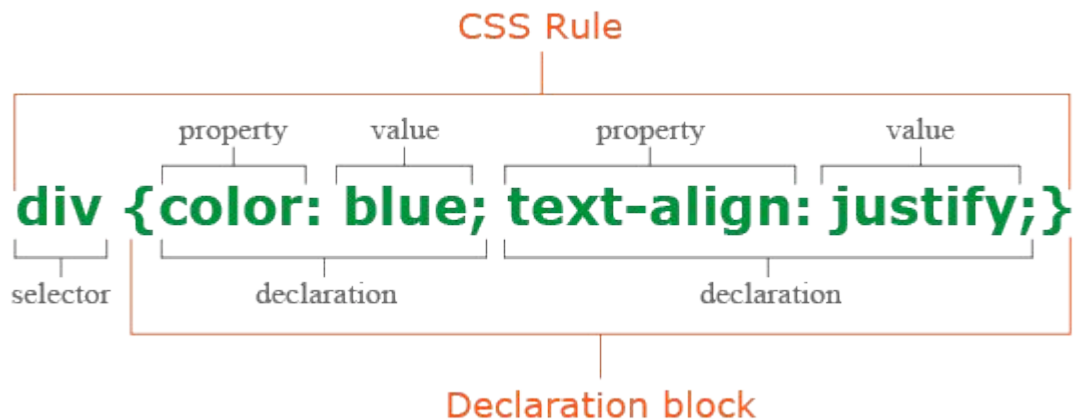 CSS Rule
property value property value
div {color: blue; text-align: justify;}
selector declaration declaration
Declaration block